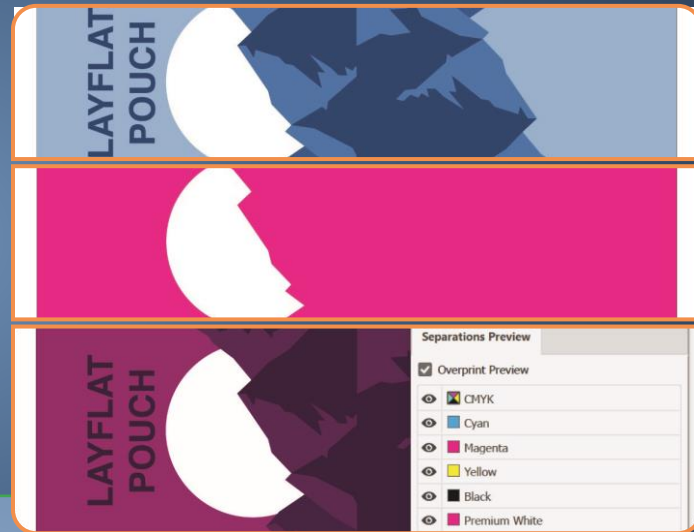 LAYFLAT
POUCH
LAYFLAT
POUCH
Separations Preview
Overprint Preview
CMYK
Cyan
Magenta
Yellow
Black
Premium White